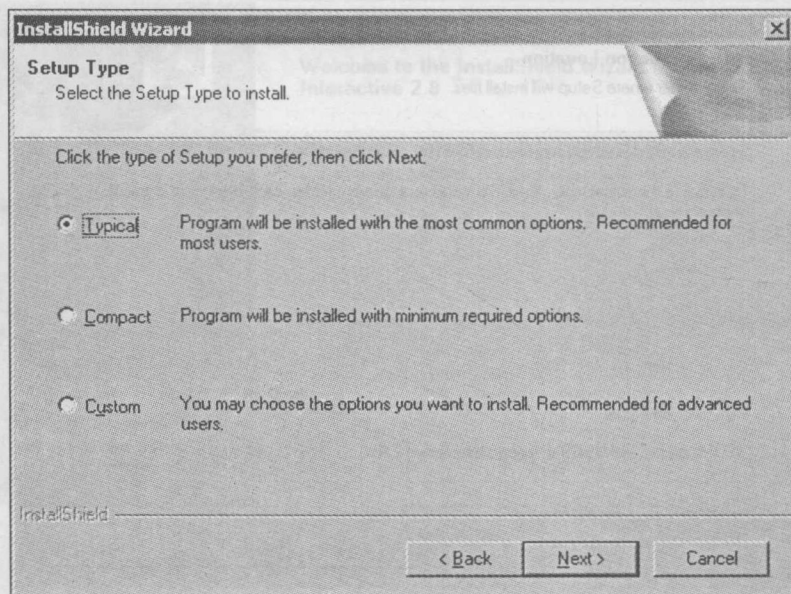 InstallShield Wizard
Setup Type
Select the Setup Type to install.
Click the type of Setup you prefer, then click Next.
Typical Program will be installed with the most common options. Recommended for
most users.
Compact Program will be installed with minimum required options.
Custom You may choose the options you want to install. Recommended for advanced
users.
InstallShield
< Back Next > Cancel